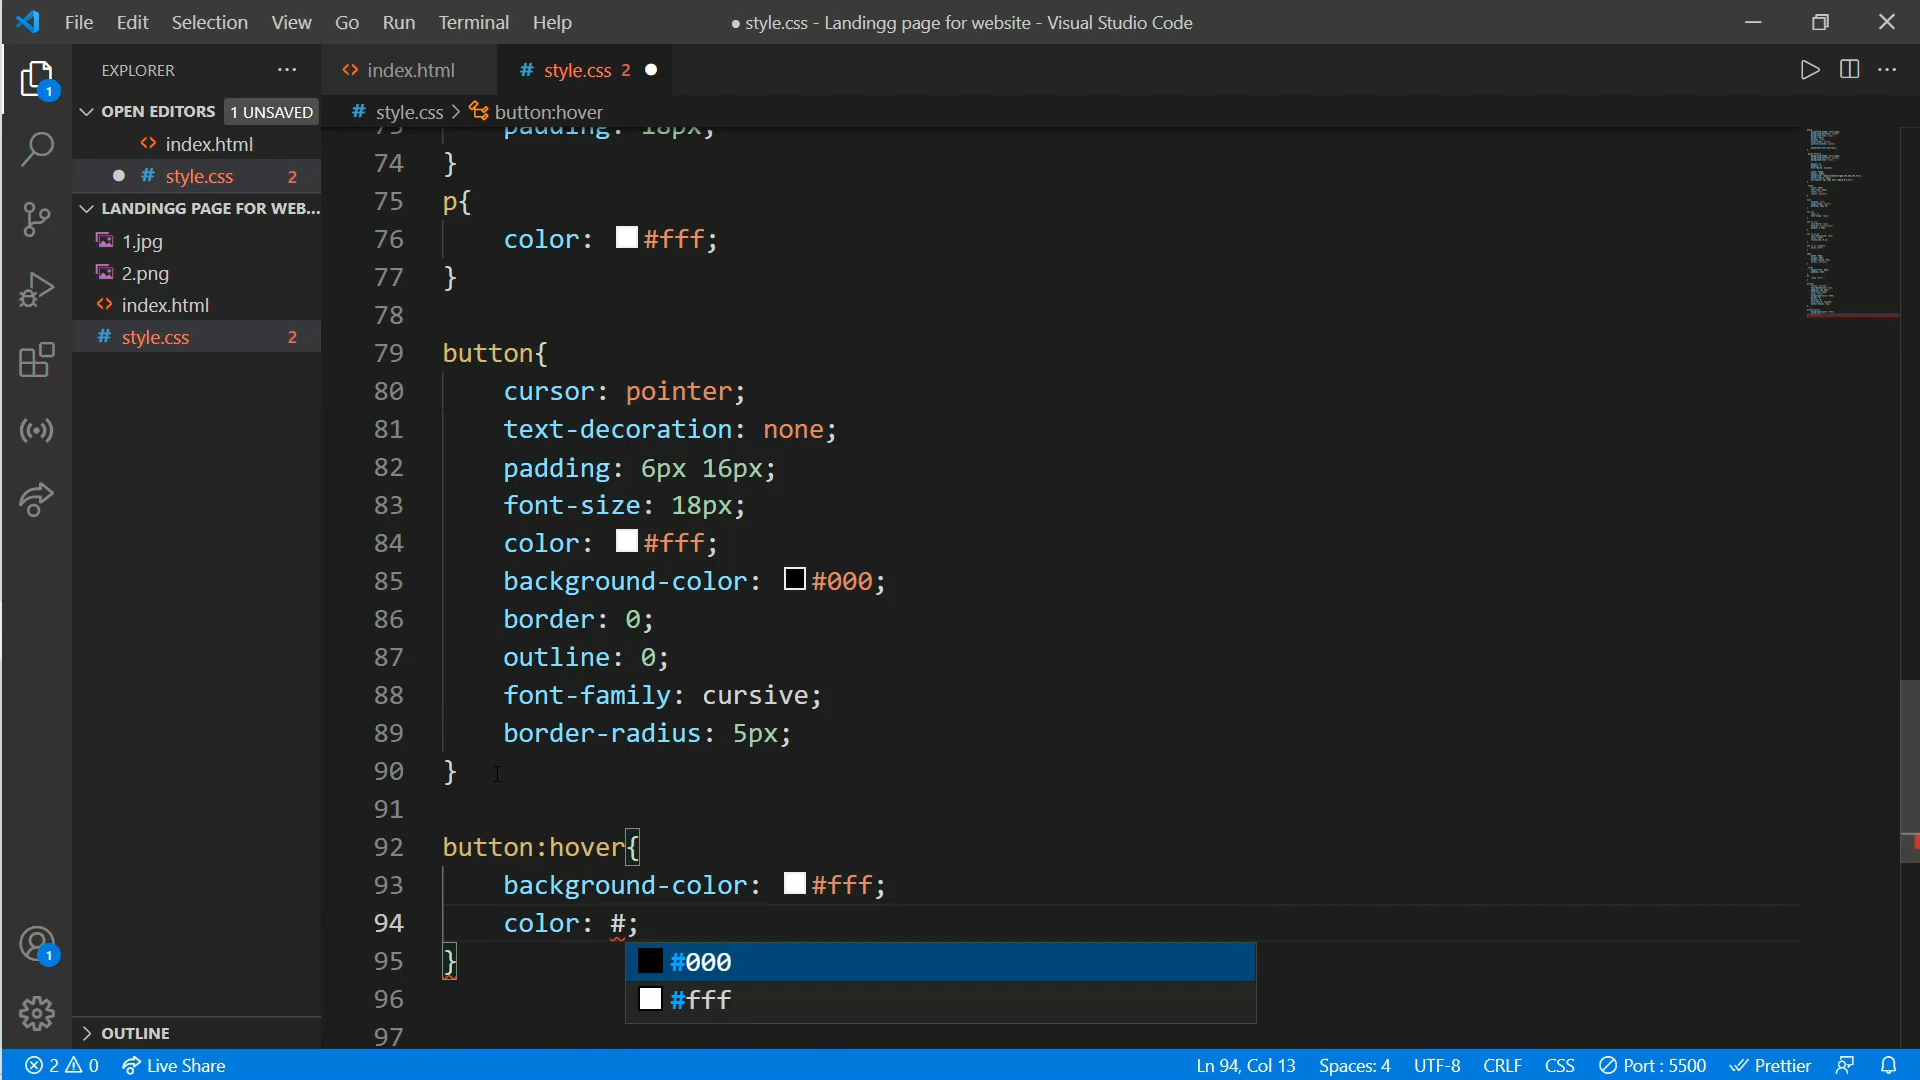 File Edit Selection View Go Run Terminal Help
● style.css - Landingg page for website - Visual Studio Code
EXPLORER
OPEN EDITORS 1 UNSAVED
index.html
# style.css 2
LANDINGG PAGE FOR WEB...
1.jpg
2.png
index.html
# style.css 2
OUTLINE
index.html
# style.css 2
# style.css > button:hover
73 padding: 18px;
74 }
75 p{
76 color: #fff;
77 }
78
79 button{
80 cursor: pointer;
81 text-decoration: none;
82 padding: 6px 16px;
83 font-size: 18px;
84 color: #fff;
85 background-color: #000;
86 border: 0;
87 outline: 0;
88 font-family: cursive;
89 border-radius: 5px;
90 }
91
92 button:hover{
93 background-color: #fff;
94 color: #;
95 }
#000
96
#fff
97
1
1
2 0 Live Share
Ln 94, Col 13 Spaces: 4 UTF-8 CRLF CSS Port : 5500 Prettier